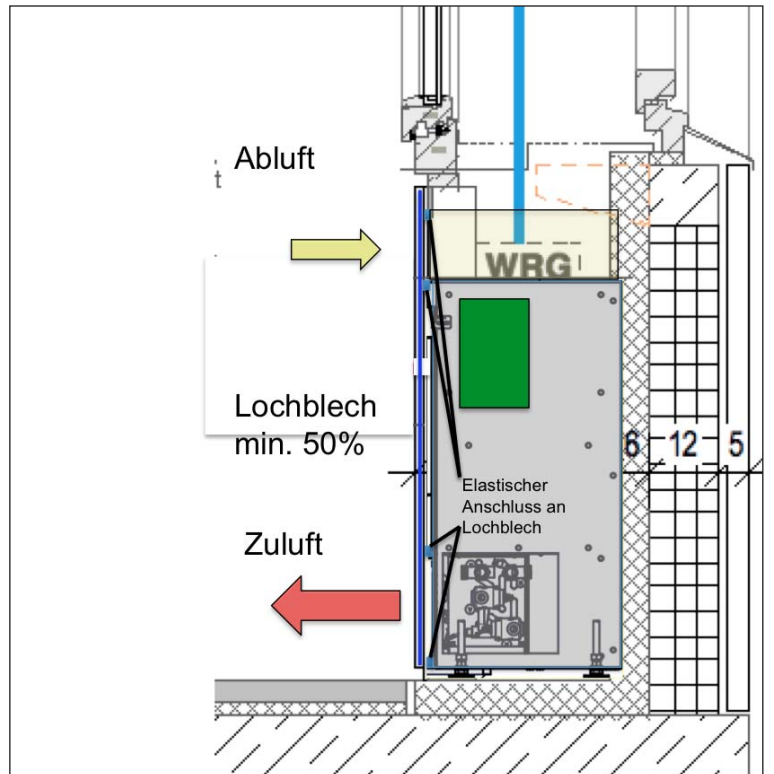 Abluft
t
WRG
Lochblech
min. 50%
6 12 5
Elastischer
Anschluss an
Lochblech
Zuluft